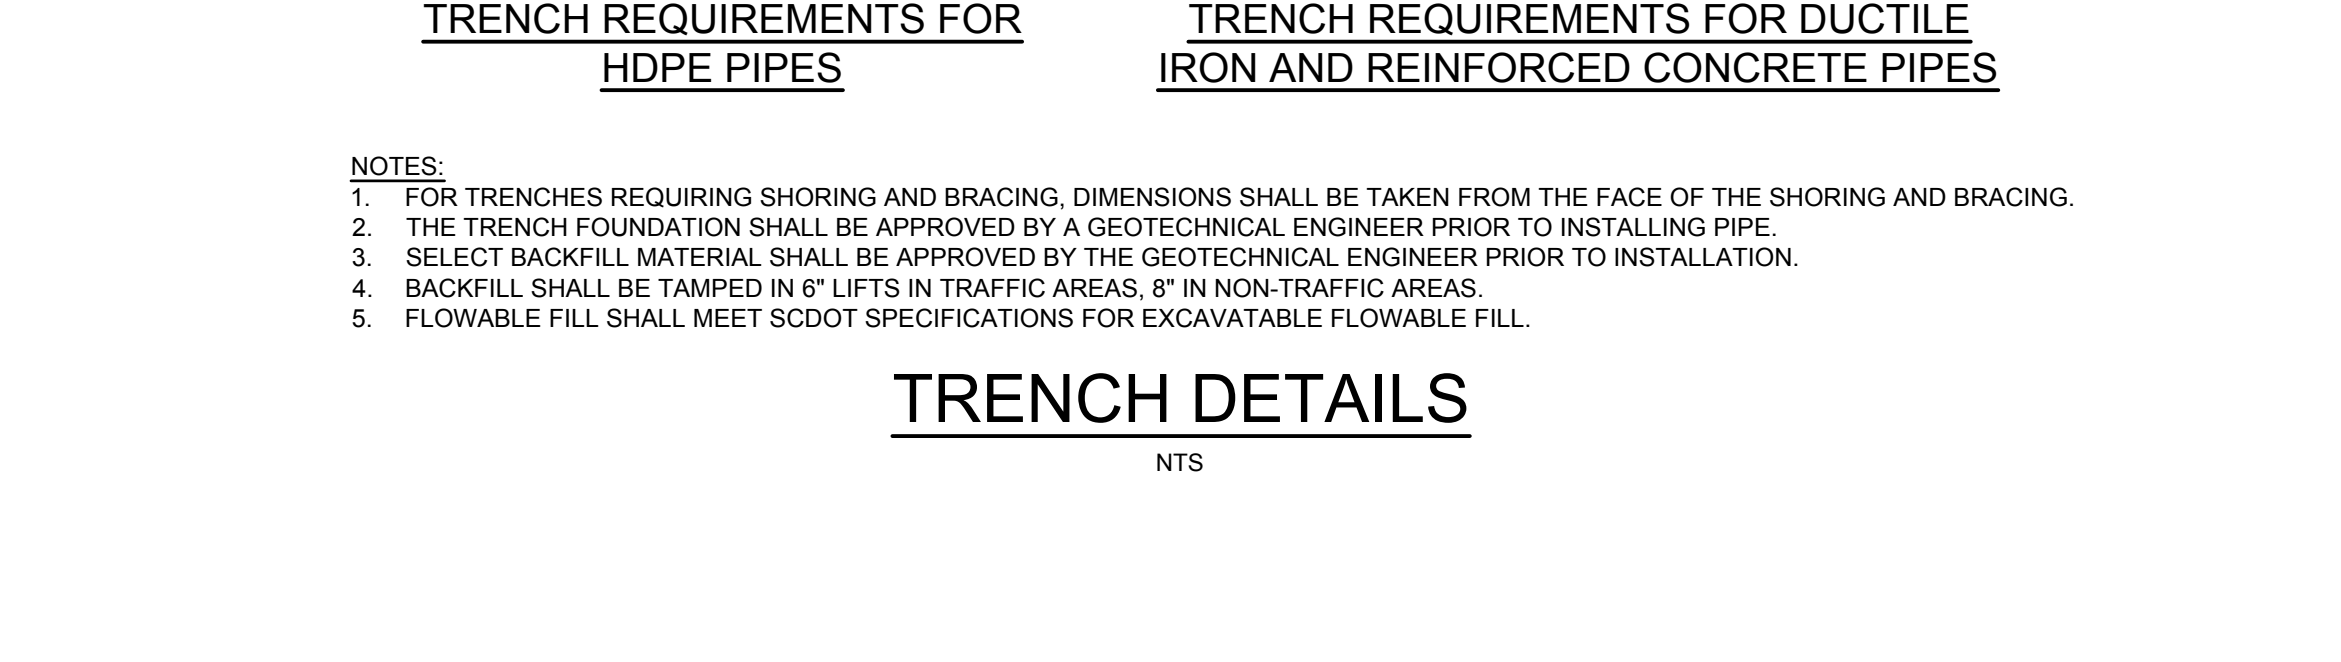 TRENCH REQUIREMENTS FOR
HDPE PIPES
TRENCH REQUIREMENTS FOR DUCTILE
IRON AND REINFORCED CONCRETE PIPES
NOTES:
1. FOR TRENCHES REQUIRING SHORING AND BRACING, DIMENSIONS SHALL BE TAKEN FROM THE FACE OF THE SHORING AND BRACING.
2. THE TRENCH FOUNDATION SHALL BE APPROVED BY A GEOTECHNICAL ENGINEER PRIOR TO INSTALLING PIPE.
3. SELECT BACKFILL MATERIAL SHALL BE APPROVED BY THE GEOTECHNICAL ENGINEER PRIOR TO INSTALLATION.
4. BACKFILL SHALL BE TAMPED IN 6" LIFTS IN TRAFFIC AREAS, 8" IN NON-TRAFFIC AREAS.
5. FLOWABLE FILL SHALL MEET SCDOT SPECIFICATIONS FOR EXCAVATABLE FLOWABLE FILL.
TRENCH DETAILS
NTS